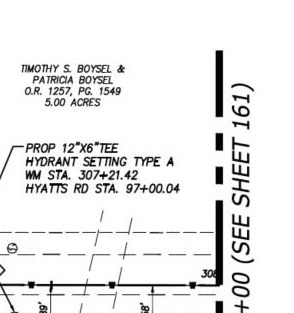 TIMOTHY S. BOYSEL &
PATRICIA BOYSEL
O.R. 1257, PG. 1549
5.00 ACRES
PROP 12"X6"TEE
HYDRANT SETTING TYPE A
WM STA. 307+21.42
HYATTS RD STA. 97+00.04
+00 (SEE SHEET 161)
308
W W W